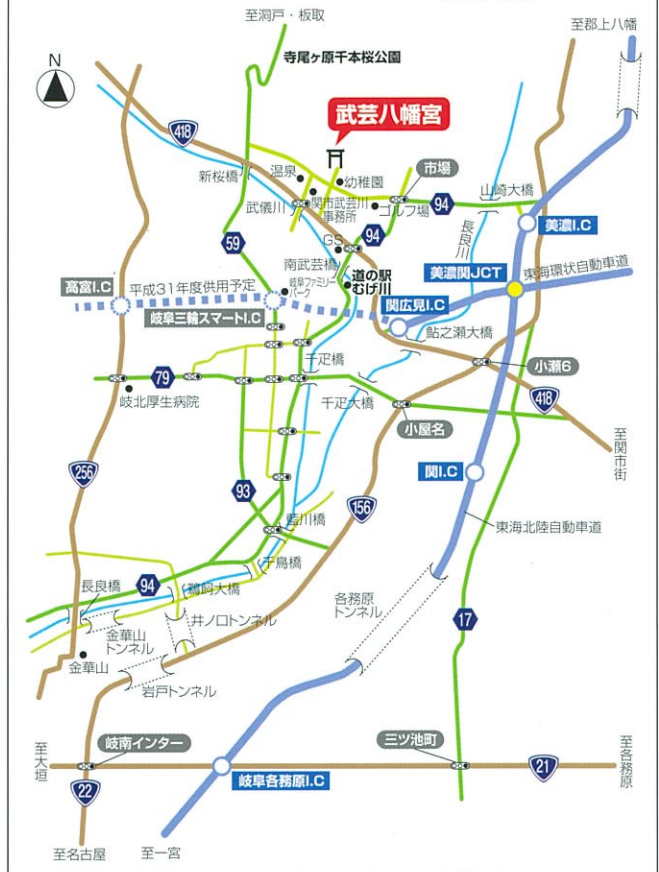 至洞戸・板取
至郡上八幡
N
寺尾ヶ原千本桜公園
武芸八幡宮
418
新桜橋
温泉
幼稚園
市場
武儀川
関市武芸川
事務所
ゴルフ場
94
山崎大橋
長良川
美濃I.C
59
GS
94
南武芸橋
道の駅
むげ川
美濃関JCT
東海環状自動車道
高富I.C
平成31年度供用予定
岐阜ファミリー
パーク
岐阜三輪スマートI.C
関広見I.C
鮎之瀬大橋
千疋橋
小瀬6
79
岐北厚生病院
千疋大橋
418
小屋名
至関市街
256
関I.C
93
156
藍川橋
東海北陸自動車道
千鳥橋
長良橋
94
鵜飼大橋
各務原
トンネル
井ノ口トンネル
17
金華山
トンネル
金華山
岩戸トンネル
至大垣
岐南インター
三ツ池町
至各務原
22
岐阜各務原I.C
21
至名古屋
至一宮